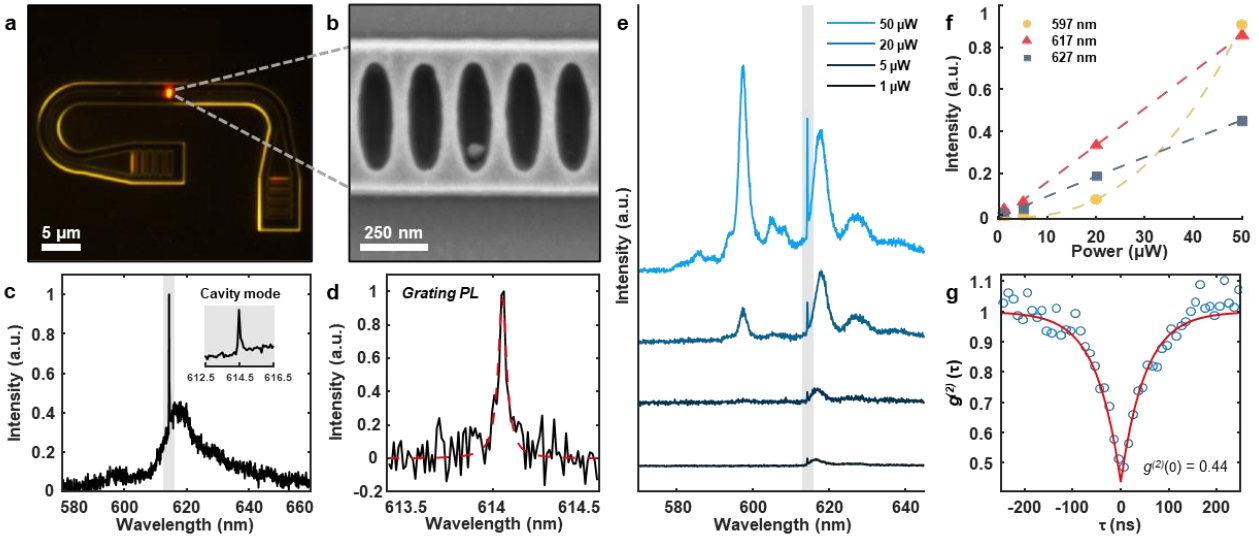 a
5 µm
b
250 nm
c
Cavity mode
612.5 614.5 616.5
Intensity (a.u.)
1
0.8
0.6
0.4
0.2
0
580 600 620 640 660
Wavelength (nm)
d
Grating PL
Intensity (a.u.)
1
0.8
0.6
0.4
0.2
0
-0.2
613.5 614 614.5
Wavelength (nm)
e
50 µW
20 µW
5 µW
1 µW
Intensity (a.u.)
580 600 620 640
Wavelength (nm)
f
597 nm
617 nm
627 nm
Intensity (a.u.)
1
0.8
0.6
0.4
0.2
0
0 10 20 30 40 50
Power (µW)
g
g(2) (τ)
1.1
1
0.9
0.8
0.7
0.6
0.5
g(2)(0) = 0.44
-200 -100 0 100 200
τ (ns)